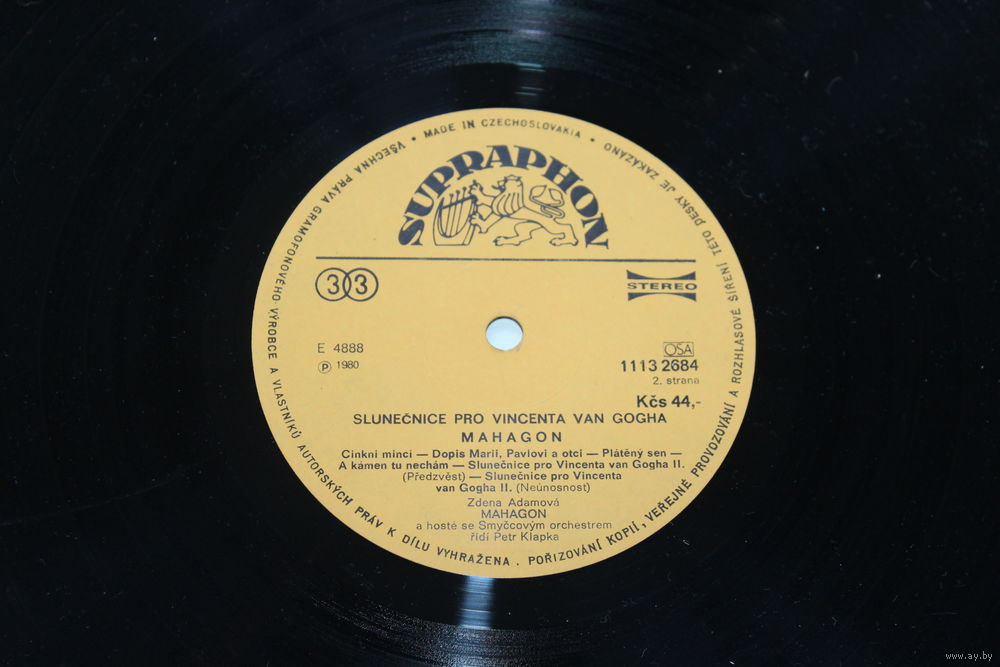 VŠECHNA PRÁVA GRAMOFONOVÉHO VÝROBCE A VLASTNÍKŮ AUTORSKÝCH PRÁV K DÍLU VYHRAŽENA . POŘIZOVÁNÍ KOPIÍ, VEŘEJNÉ PROVOZOVÁNÍ A ROZHLASOVÉ ŠÍŘENÍ TÉTO DESKY JE ZAKÁZÁNO • MADE IN CZECHOSLOVAKIA •
SUPRAPHON
33
STEREO
E 4888
Ⓟ 1980
OSA
1113 2684
2. strana
Kčs 44,-
SLUNEČNICE PRO VINCENTA VAN GOGHA
MAHAGON
Cinkni mincí — Dopis Marii, Pavlovi a otci — Plátěný sen —
A kámen tu nechám — Slunečnice pro Vincenta van Gogha II.
(Předzvěst) — Slunečnice pro Vincenta
van Gogha II. (Neúnosnost)
Zdena Adamová
MAHAGON
a hosté se Smyčcovým orchestrem
řídí Petr Klapka
www.ay.by